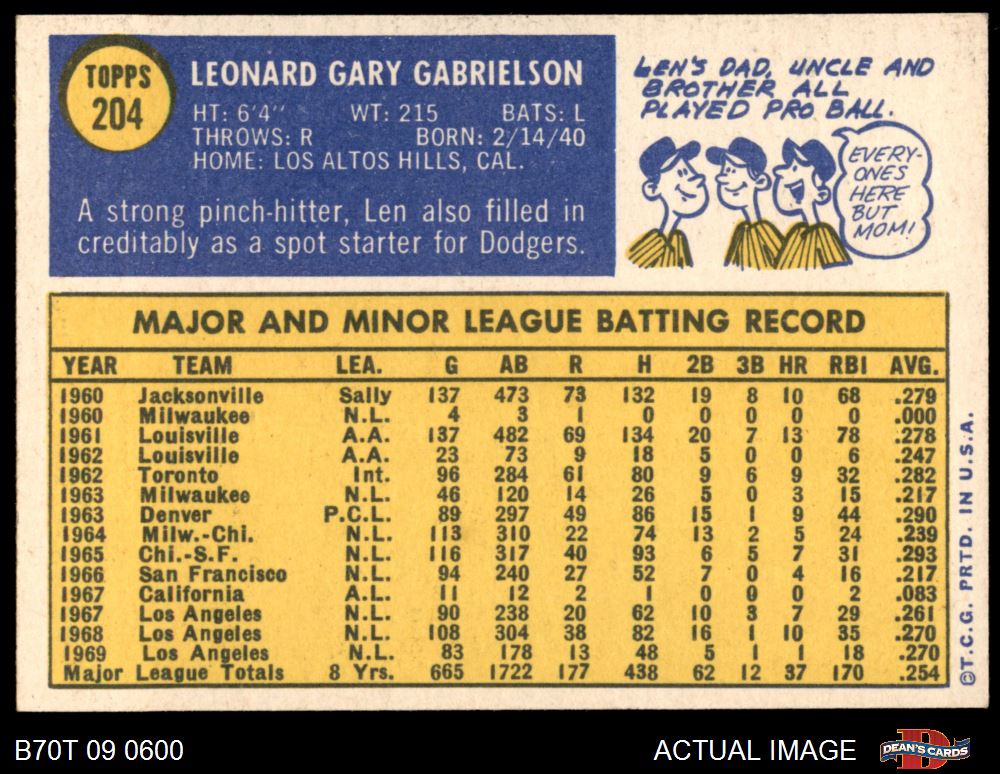 TOPPS
204
LEONARD GARY GABRIELSON
HT: 6'4" WT: 215 BATS: L
THROWS: R BORN: 2/14/40
HOME: LOS ALTOS HILLS, CAL.
A strong pinch-hitter, Len also filled in
creditably as a spot starter for Dodgers.
LEN'S DAD, UNCLE AND
BROTHER ALL
PLAYED PRO BALL.
EVERY-
ONES
HERE
BUT
MOM!
MAJOR AND MINOR LEAGUE BATTING RECORD
YEAR TEAM LEA. G AB R H 2B 3B HR RBI AVG.
1960 Jacksonville Sally 137 473 73 132 19 8 10 68 .279
1960 Milwaukee N.L. 4 3 1 0 0 0 0 0 .000
1961 Louisville A.A. 137 482 69 134 20 7 13 78 .278
1962 Louisville A.A. 23 73 9 18 5 0 0 6 .247
1962 Toronto Int. 96 284 61 80 9 6 9 32 .282
1963 Milwaukee N.L. 46 120 14 26 5 0 3 15 .217
1963 Denver P.C.L. 89 297 49 86 15 1 9 44 .290
1964 Milw.-Chi. N.L. 113 310 22 74 13 2 5 24 .239
1965 Chi.-S.F. N.L. 116 317 40 93 6 5 7 31 .293
1966 San Francisco N.L. 94 240 27 52 7 0 4 16 .217
1967 California A.L. 11 12 2 1 0 0 0 2 .083
1967 Los Angeles N.L. 90 238 20 62 10 3 7 29 .261
1968 Los Angeles N.L. 108 304 38 82 16 1 10 35 .270
1969 Los Angeles N.L. 83 178 13 48 5 1 1 18 .270
Major League Totals 8 Yrs. 665 1722 177 438 62 12 37 170 .254
©T.C.G. PRTD. IN U.S.A.
B70T 09 0600
ACTUAL IMAGE
DEAN'S CARDS